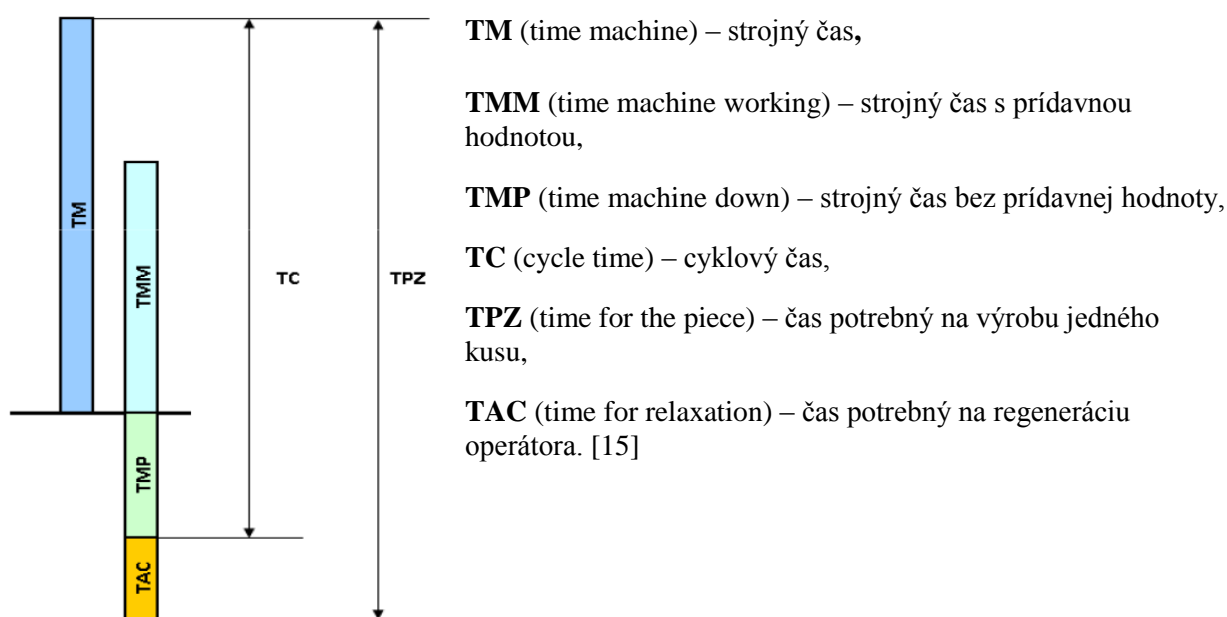 TM (time machine) – strojný čas,
TMM (time machine working) – strojný čas s prídavnou
hodnotou,
TMP (time machine down) – strojný čas bez prídavnej hodnoty,
TC (cycle time) – cyklový čas,
TPZ (time for the piece) – čas potrebný na výrobu jedného
kusu,
TAC (time for relaxation) – čas potrebný na regeneráciu
operátora. [15]
TM
TMM
TC
TPZ
TMP
TAC